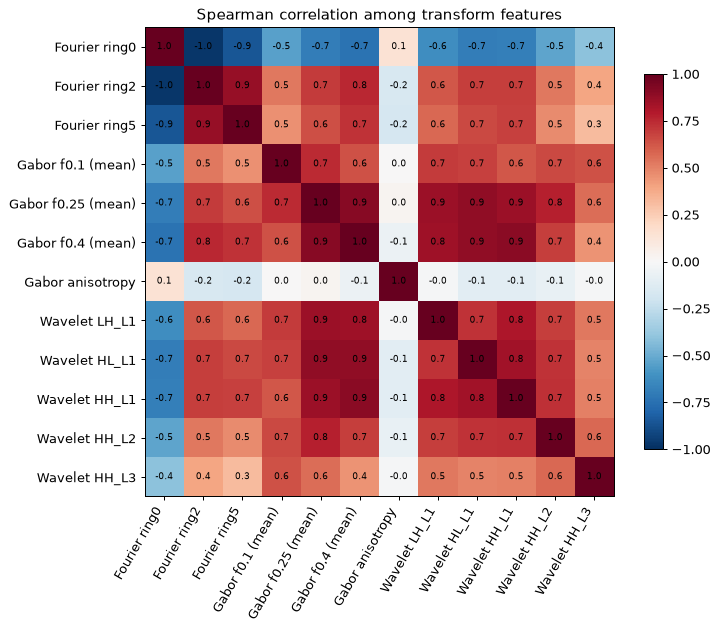 Spearman correlation among transform features
Fourier ring0 1.0 -1.0 -0.9 -0.5 -0.7 -0.7 0.1 -0.6 -0.7 -0.7 -0.5 -0.4
Fourier ring2 -1.0 1.0 0.9 0.5 0.7 0.8 -0.2 0.6 0.7 0.7 0.5 0.4
Fourier ring5 -0.9 0.9 1.0 0.5 0.6 0.7 -0.2 0.6 0.7 0.7 0.5 0.3
Gabor f0.1 (mean) -0.5 0.5 0.5 1.0 0.7 0.6 0.0 0.7 0.7 0.6 0.7 0.6
Gabor f0.25 (mean) -0.7 0.7 0.6 0.7 1.0 0.9 0.0 0.9 0.9 0.9 0.8 0.6
Gabor f0.4 (mean) -0.7 0.8 0.7 0.6 0.9 1.0 -0.1 0.8 0.9 0.9 0.7 0.4
Gabor anisotropy 0.1 -0.2 -0.2 0.0 0.0 -0.1 1.0 -0.0 -0.1 -0.1 -0.1 -0.0
Wavelet LH_L1 -0.6 0.6 0.6 0.7 0.9 0.8 -0.0 1.0 0.7 0.8 0.7 0.5
Wavelet HL_L1 -0.7 0.7 0.7 0.7 0.9 0.9 -0.1 0.7 1.0 0.8 0.7 0.5
Wavelet HH_L1 -0.7 0.7 0.7 0.6 0.9 0.9 -0.1 0.8 0.8 1.0 0.7 0.5
Wavelet HH_L2 -0.5 0.5 0.5 0.7 0.8 0.7 -0.1 0.7 0.7 0.7 1.0 0.6
Wavelet HH_L3 -0.4 0.4 0.3 0.6 0.6 0.4 -0.0 0.5 0.5 0.5 0.6 1.0
Fourier ring0
Fourier ring2
Fourier ring5
Gabor f0.1 (mean)
Gabor f0.25 (mean)
Gabor f0.4 (mean)
Gabor anisotropy
Wavelet LH_L1
Wavelet HL_L1
Wavelet HH_L1
Wavelet HH_L2
Wavelet HH_L3
1.00
0.75
0.50
0.25
0.00
−0.25
−0.50
−0.75
−1.00